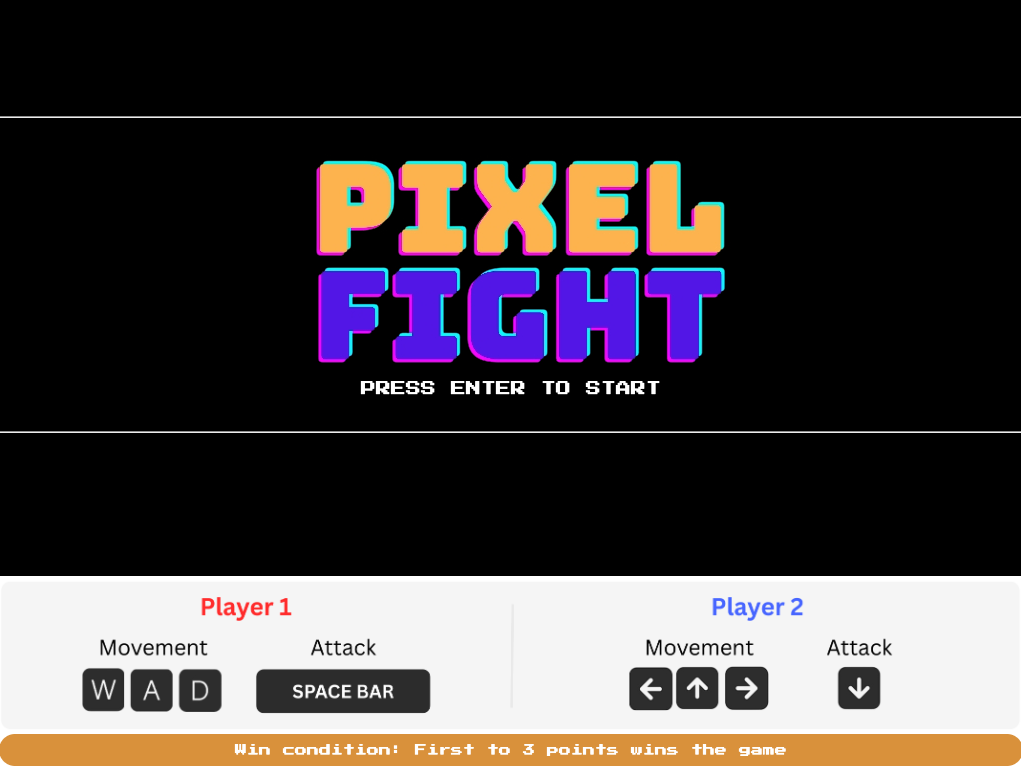 PIXEL
FIGHT
PRESS ENTER TO START
Player 1
Movement
Attack
W A D
SPACE BAR
Player 2
Movement
Attack
← ↑ →
↓
Win condition: First to 3 points wins the game